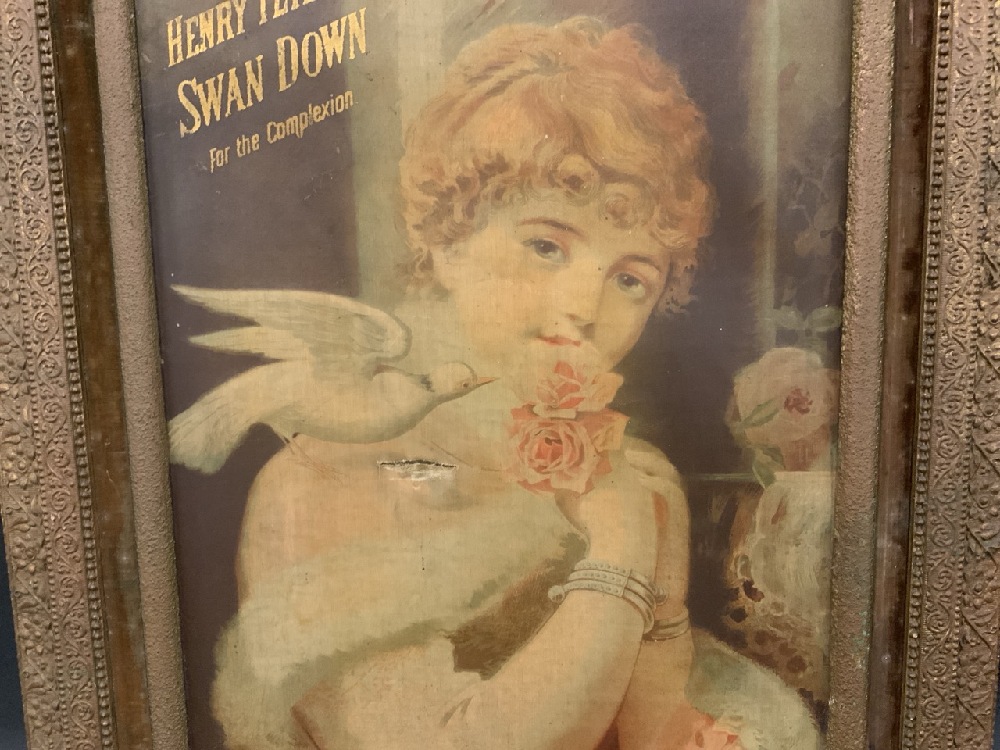 HENRY
SWAN DOWN
For the Complexion